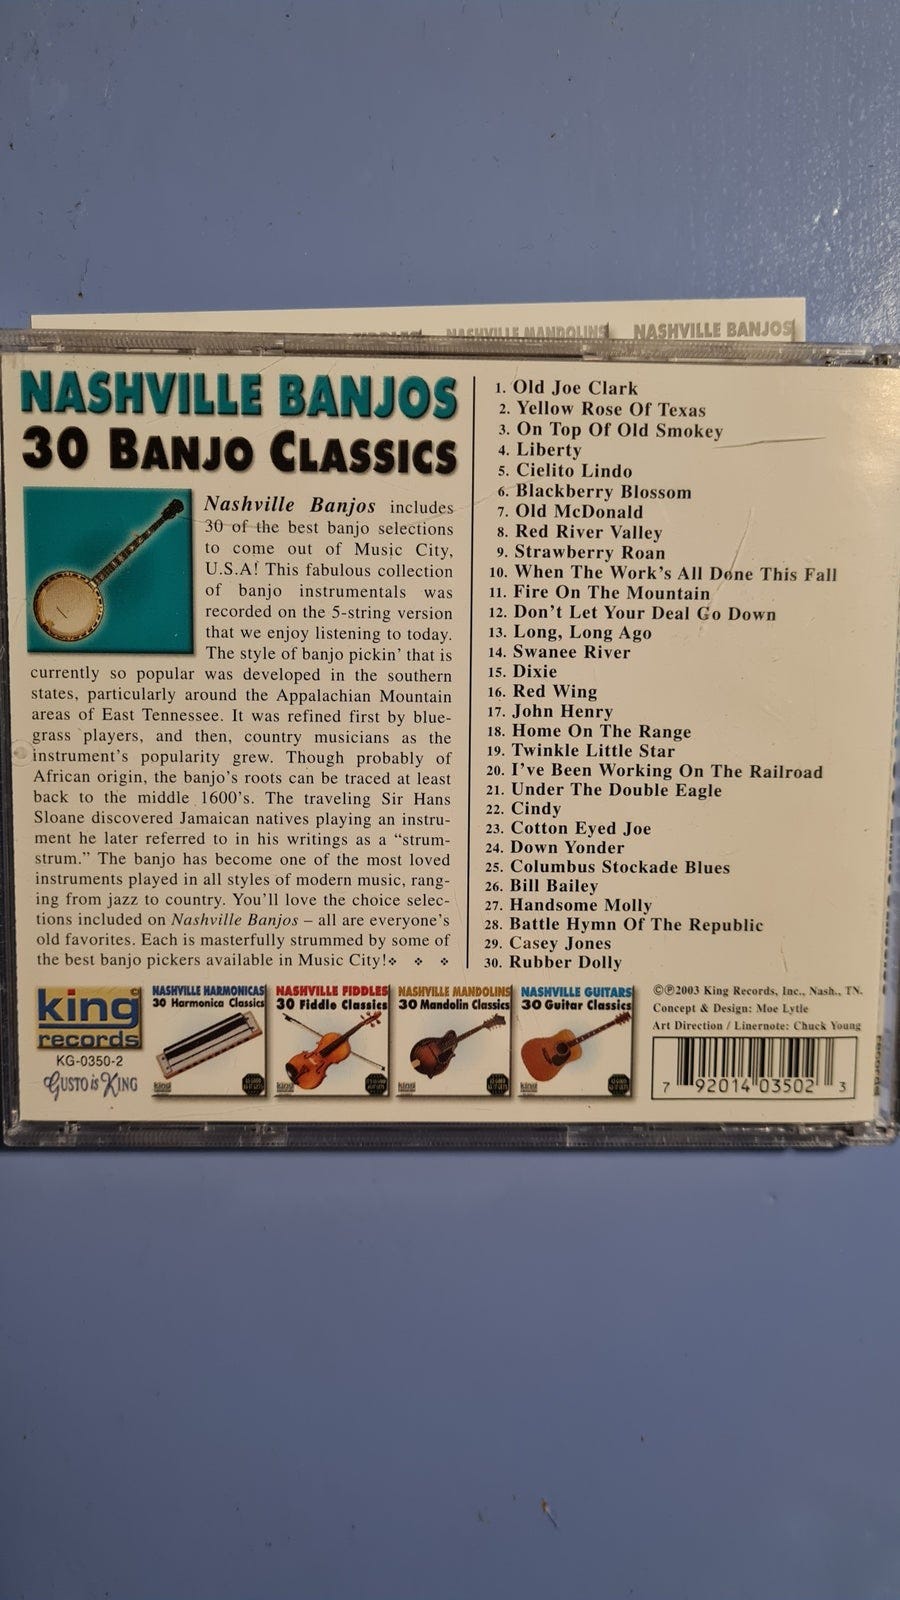 NASHVILLE MANDOLINS
NASHVILLE BANJOS
NASHVILLE BANJOS
30 BANJO CLASSICS
Nashville Banjos includes
30 of the best banjo selections
to come out of Music City,
U.S.A! This fabulous collection
of banjo instrumentals was
recorded on the 5-string version
that we enjoy listening to today.
The style of banjo pickin' that is
currently so popular was developed in the southern
states, particularly around the Appalachian Mountain
areas of East Tennessee. It was refined first by blue-
grass players, and then, country musicians as the
instrument's popularity grew. Though probably of
African origin, the banjo's roots can be traced at least
back to the middle 1600's. The traveling Sir Hans
Sloane discovered Jamaican natives playing an instru-
ment he later referred to in his writings as a "strum-
strum." The banjo has become one of the most loved
instruments played in all styles of modern music, rang-
ing from jazz to country. You'll love the choice selec-
tions included on Nashville Banjos – all are everyone's
old favorites. Each is masterfully strummed by some of
the best banjo pickers available in Music City!
1. Old Joe Clark
2. Yellow Rose Of Texas
3. On Top Of Old Smokey
4. Liberty
5. Cielito Lindo
6. Blackberry Blossom
7. Old McDonald
8. Red River Valley
9. Strawberry Roan
10. When The Work's All Done This Fall
11. Fire On The Mountain
12. Don't Let Your Deal Go Down
13. Long, Long Ago
14. Swanee River
15. Dixie
16. Red Wing
17. John Henry
18. Home On The Range
19. Twinkle Little Star
20. I've Been Working On The Railroad
21. Under The Double Eagle
22. Cindy
23. Cotton Eyed Joe
24. Down Yonder
25. Columbus Stockade Blues
26. Bill Bailey
27. Handsome Molly
28. Battle Hymn Of The Republic
29. Casey Jones
30. Rubber Dolly
king
records
KG-0350-2
GUSTO is KING
NASHVILLE HARMONICAS
30 Harmonica Classics
NASHVILLE FIDDLES
30 Fiddle Classics
NASHVILLE MANDOLINS
30 Mandolin Classics
NASHVILLE GUITARS
30 Guitar Classics
©℗2003 King Records, Inc., Nash., TN.
Concept & Design: Moe Lytle
Art Direction / Linernote: Chuck Young
7 92014 03502 3